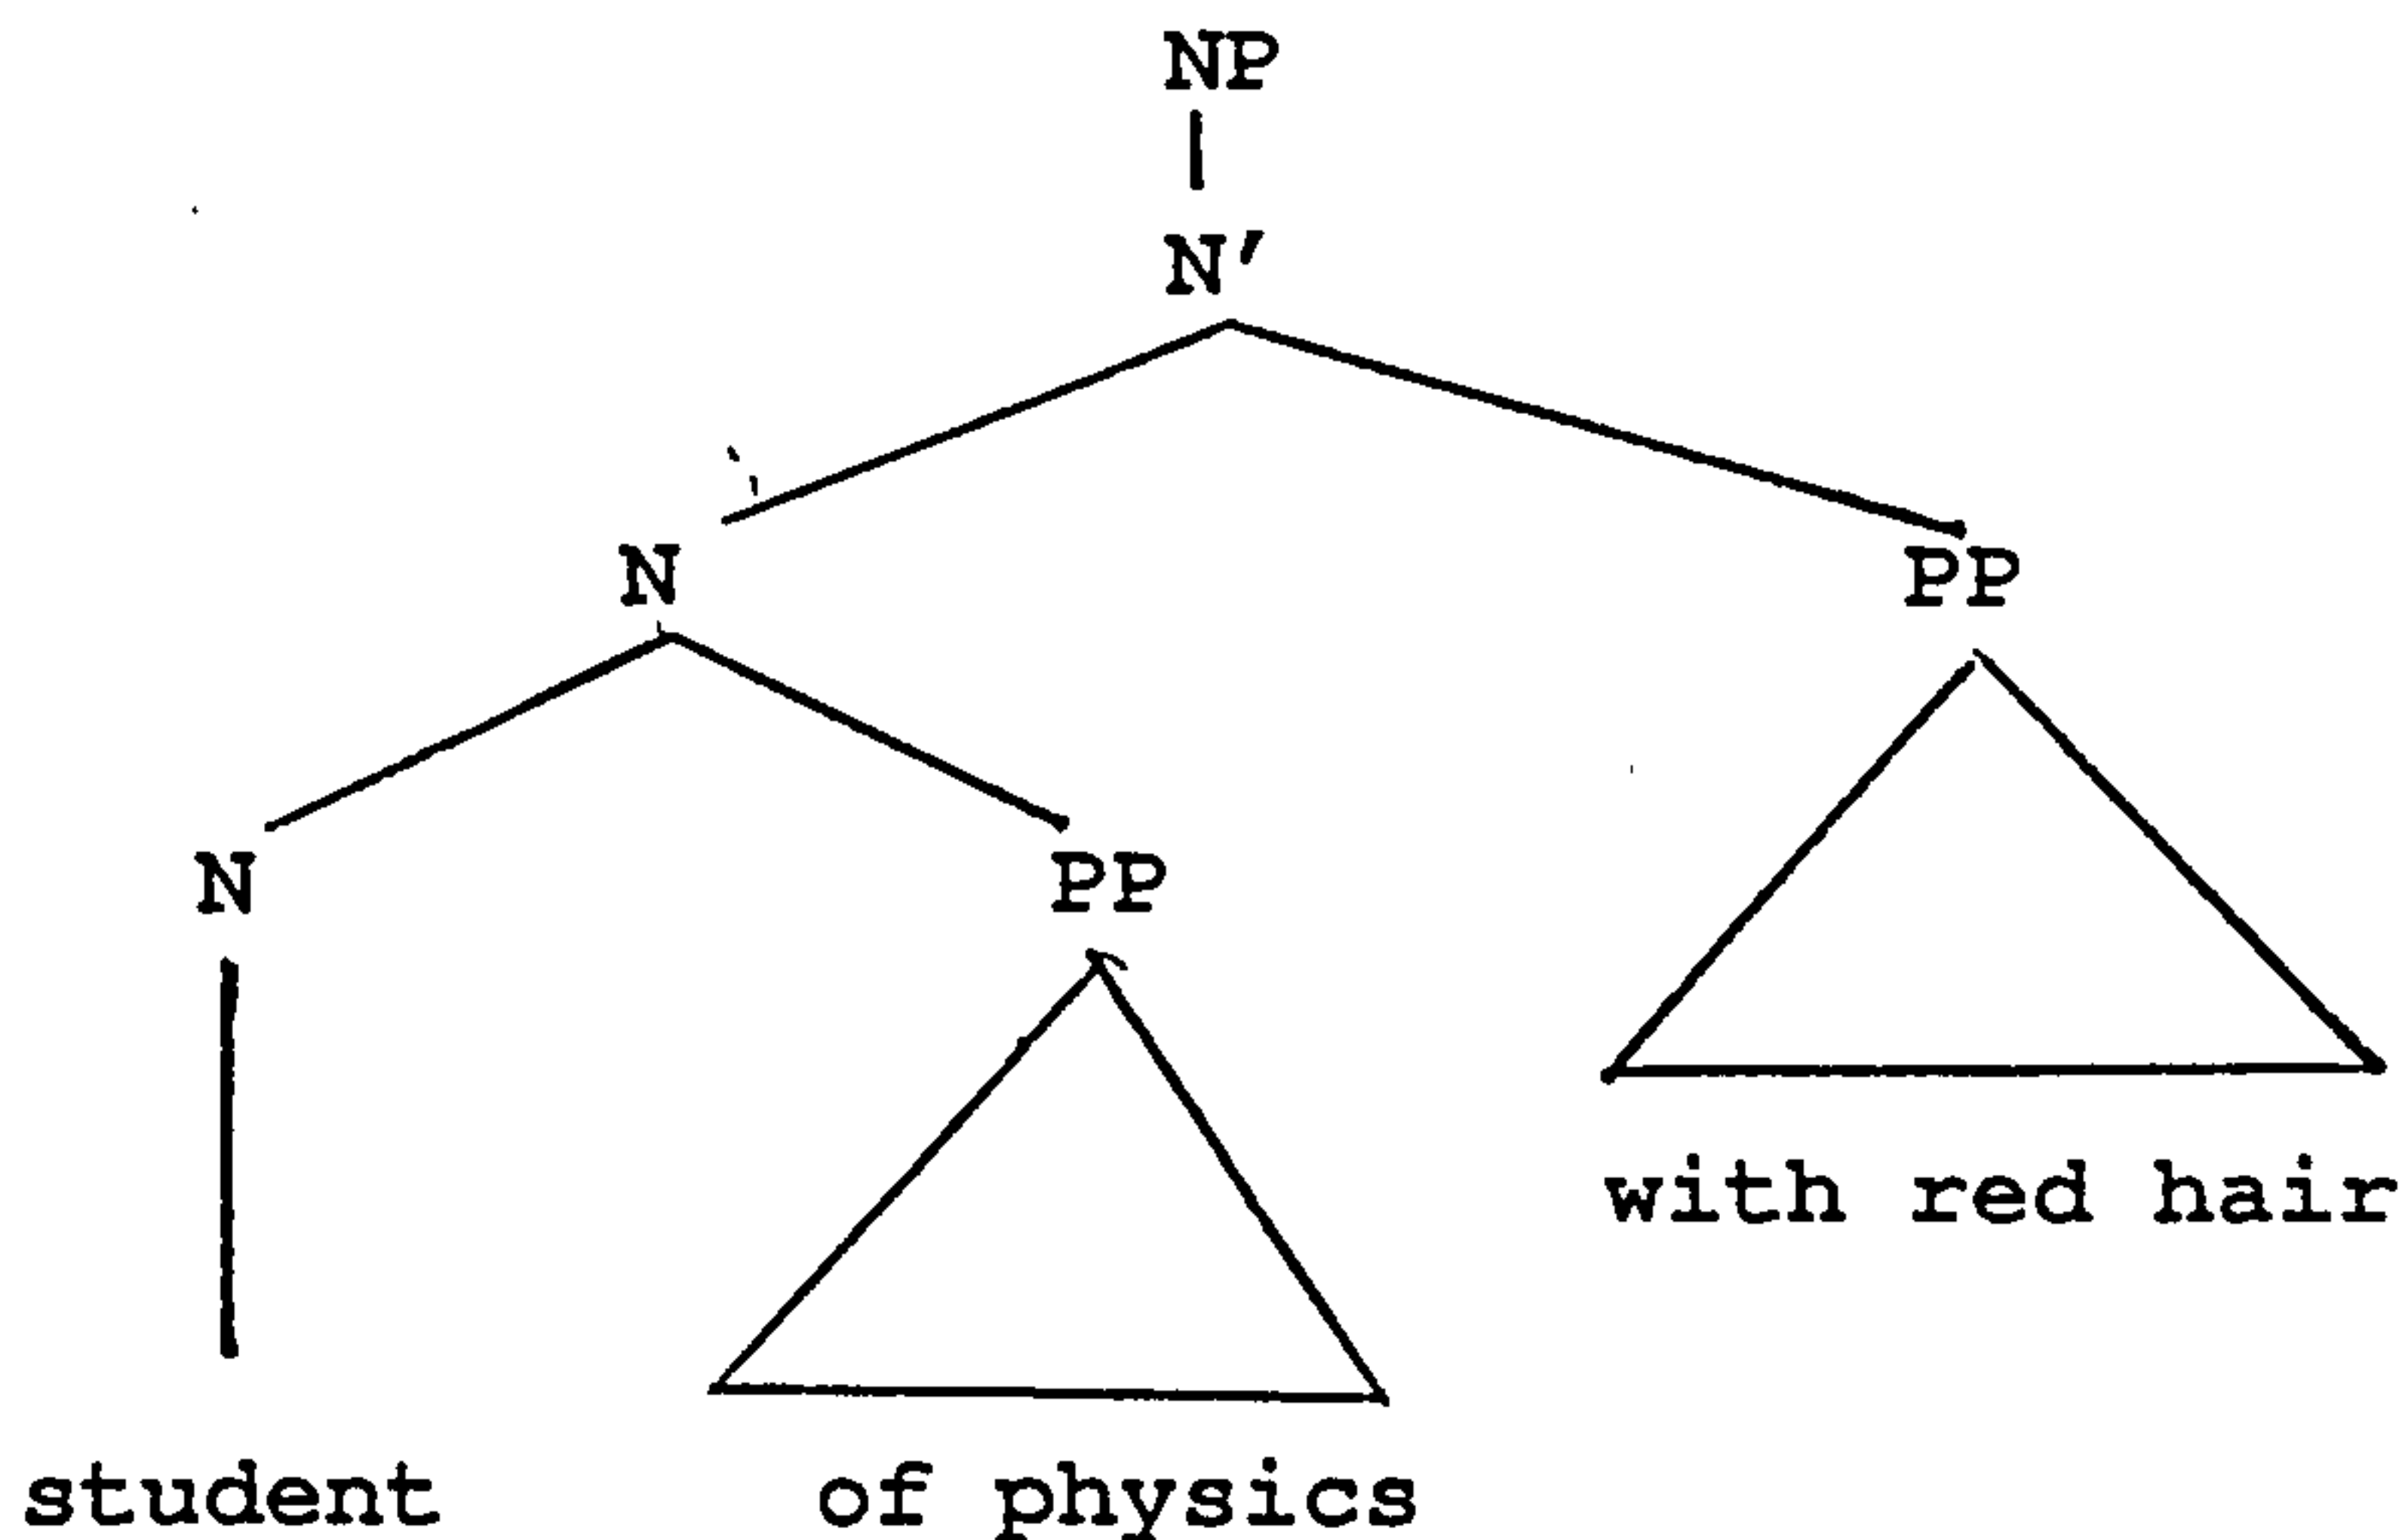 NP
N′
N PP
N PP
with red hair
student of physics